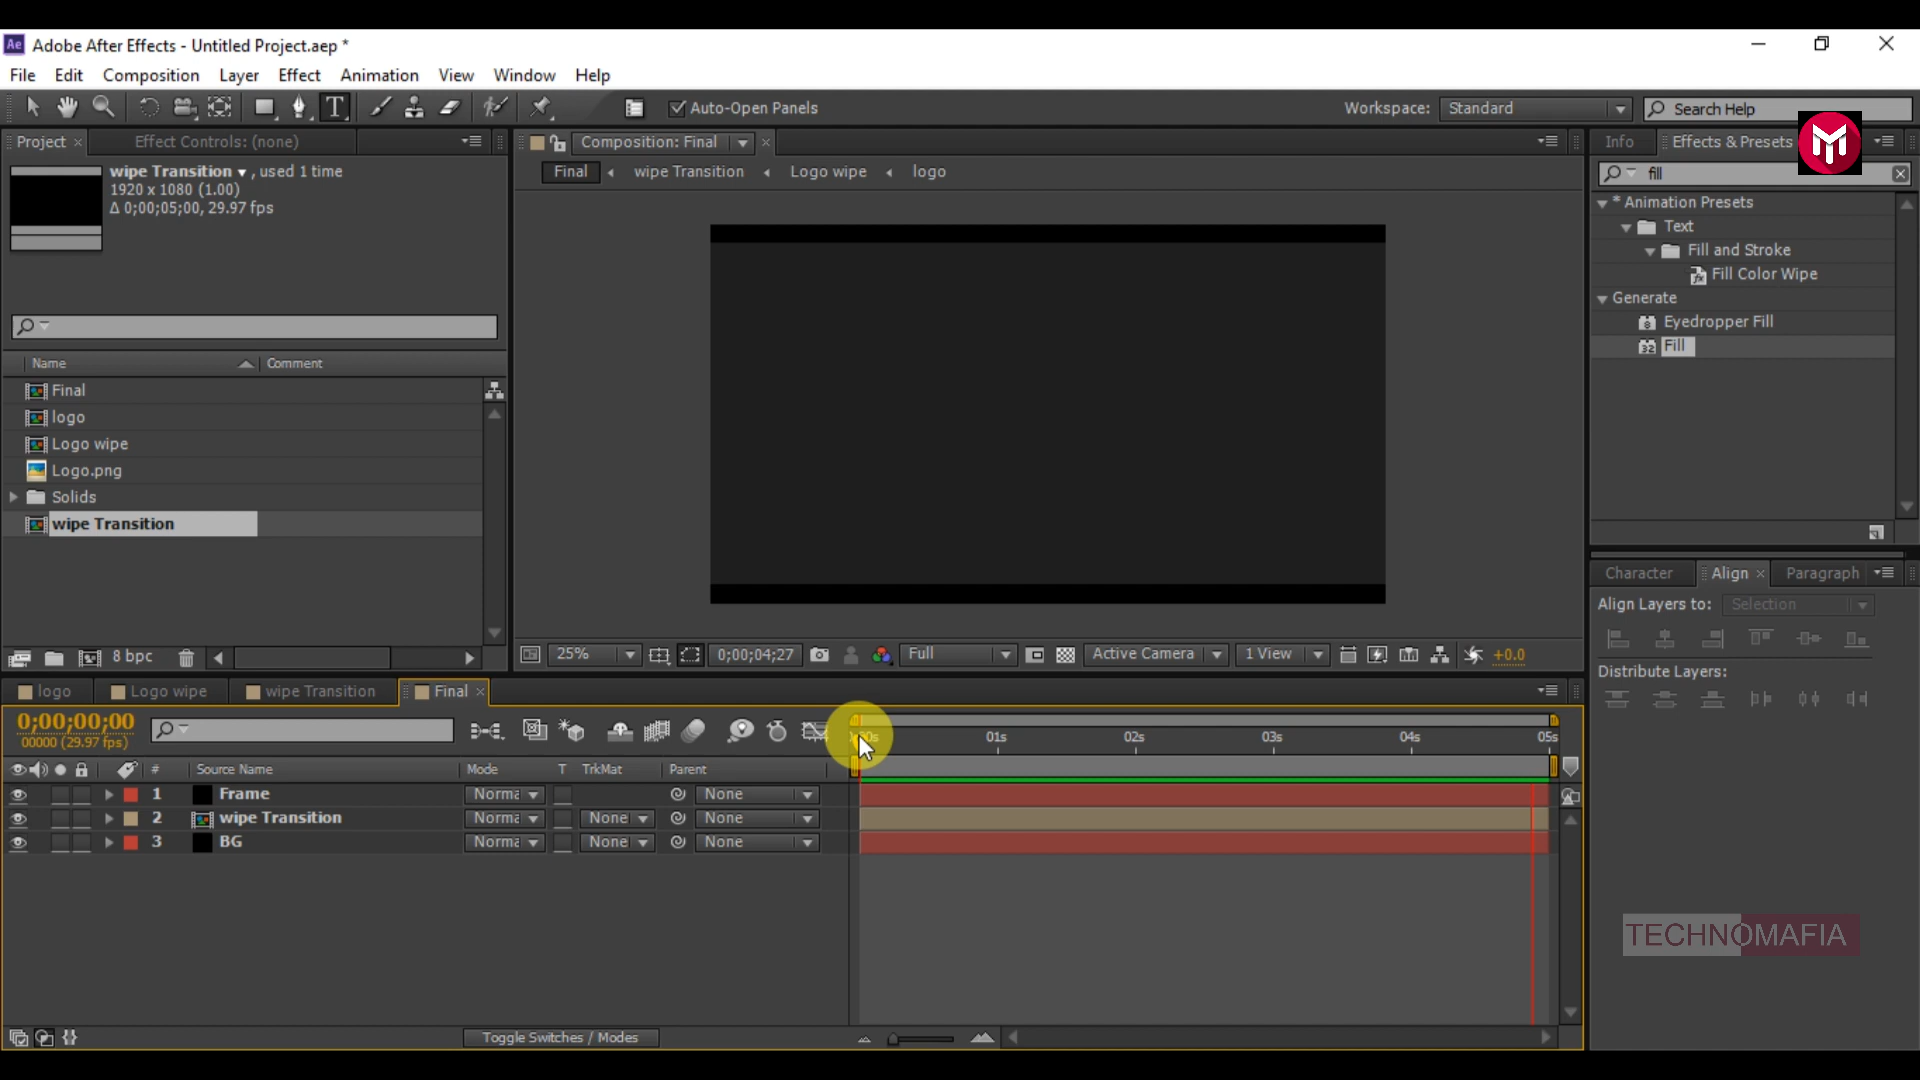 Ae Adobe After Effects - Untitled Project.aep *
File Edit Composition Layer Effect Animation View Window Help
T Auto-Open Panels Workspace: Standard Search Help
Project Effect Controls: (none) Composition: Final Info Effects & Presets
wipe Transition , used 1 time
1920 x 1080 (1.00)
Δ 0;00;05;00, 29.97 fps
Final wipe Transition Logo wipe logo
fill
* Animation Presets
Text
Fill and Stroke
Fill Color Wipe
Generate
Eyedropper Fill
Fill
Name Comment
Final
logo
Logo wipe
Logo.png
Solids
wipe Transition
8 bpc
25% 0;00;04;27 Full Active Camera 1 View +0.0
Character Align Paragraph
Align Layers to: Selection
Distribute Layers:
logo Logo wipe wipe Transition Final
0;00;00;00
00000 (29.97 fps)
01s 02s 03s 04s 05s
# Source Name Mode T TrkMat Parent
1 Frame Norma None
2 wipe Transition Norma None None
3 BG Norma None None
TECHNOMAFIA
Toggle Switches / Modes